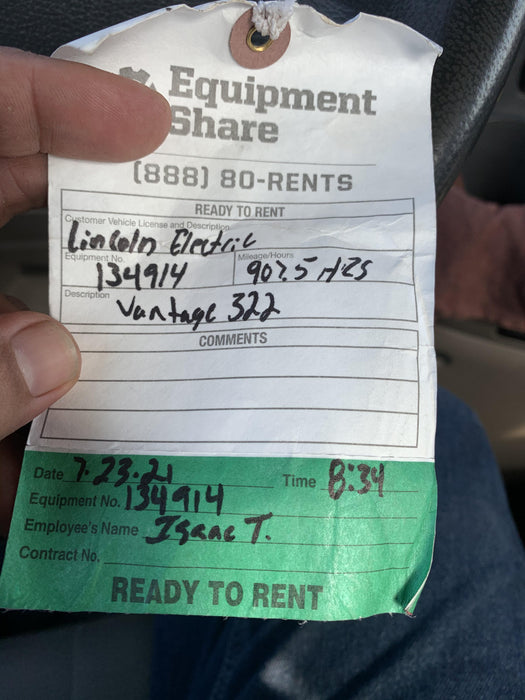 Equipment
Share
(888) 80-RENTS
READY TO RENT
Customer Vehicle License and Description
Lincoln Electric
Equipment No. Mileage/Hours
134914 907.5 HRS
Description
Vantage 322
COMMENTS
Date 7.23.21 Time 8:34
Equipment No. 134914
Employee's Name Isaac T.
Contract No.
READY TO RENT